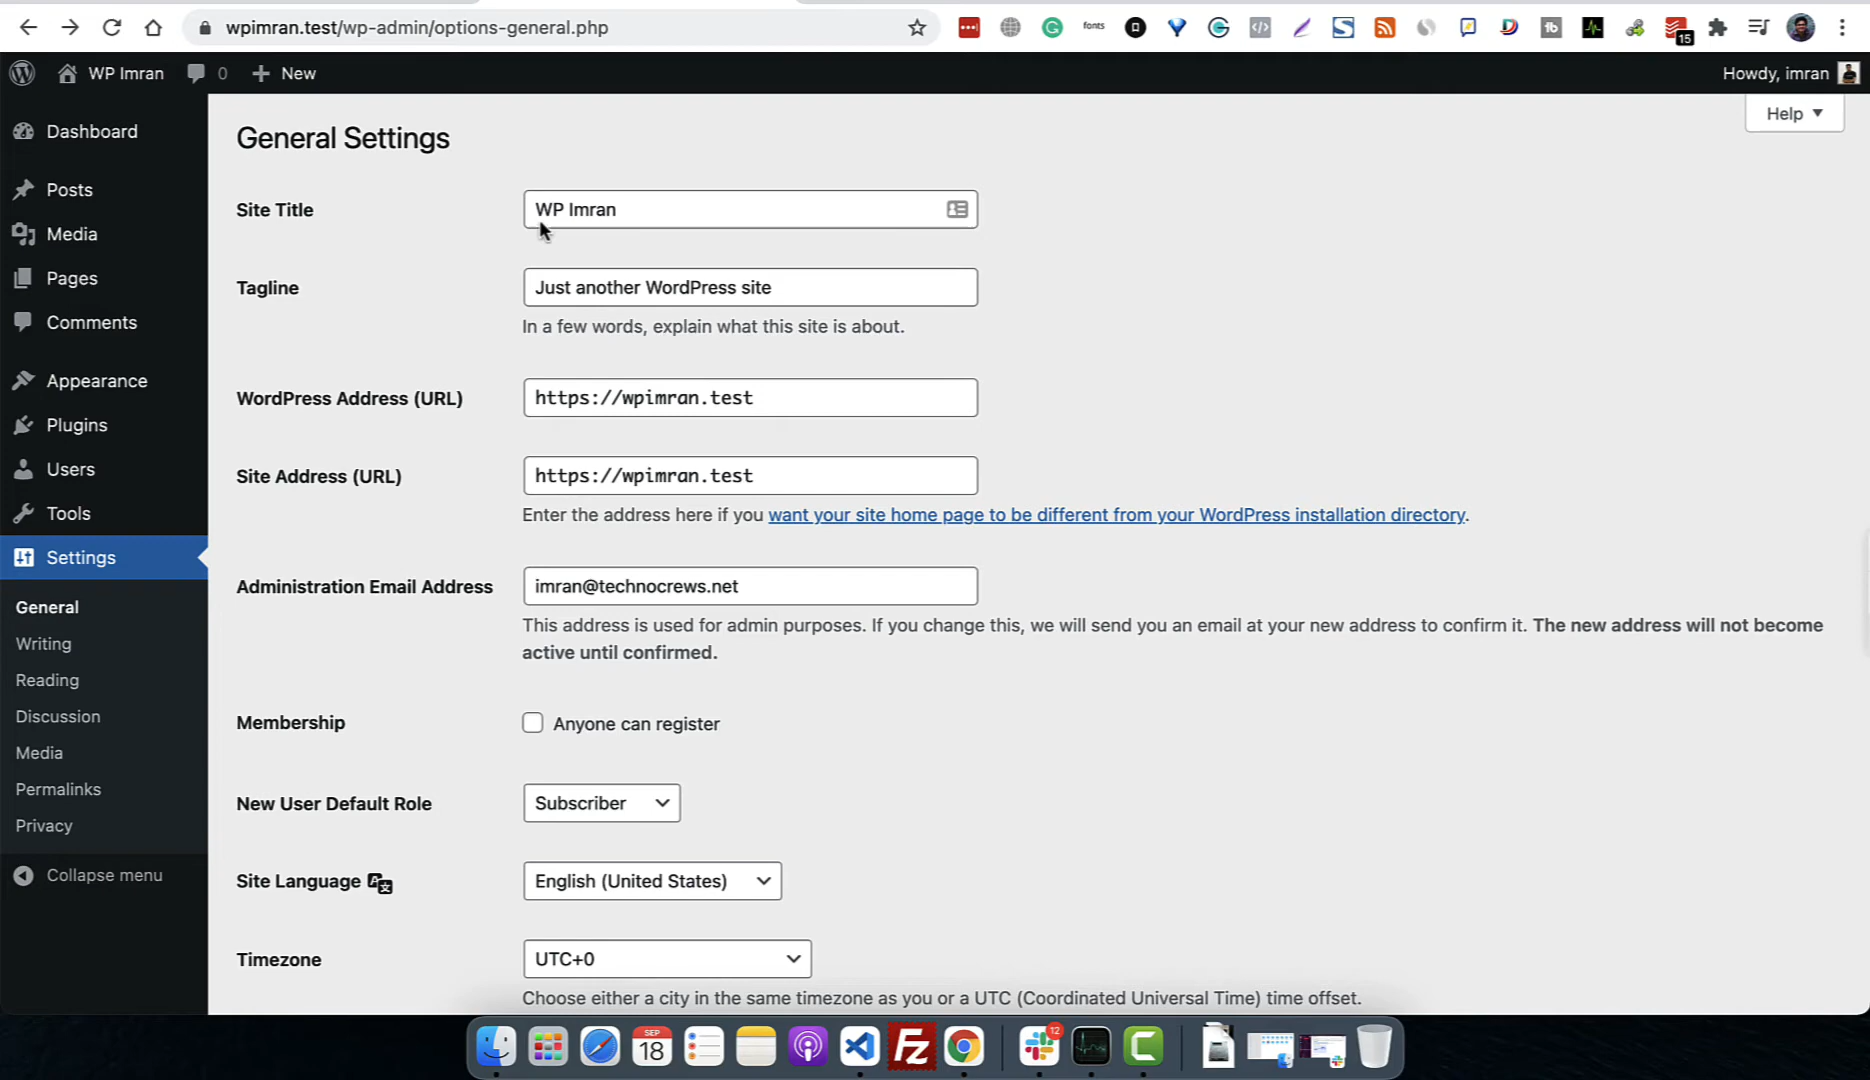 wpimran.test/wp-admin/options-general.php
fonts
15
WP Imran
0
New
Howdy, imran
Help
Dashboard
Posts
Media
Pages
Comments
Appearance
Plugins
Users
Tools
Settings
General
Writing
Reading
Discussion
Media
Permalinks
Privacy
Collapse menu
General Settings
Site Title
WP Imran
Tagline
Just another WordPress site
In a few words, explain what this site is about.
WordPress Address (URL)
https://wpimran.test
Site Address (URL)
https://wpimran.test
Enter the address here if you want your site home page to be different from your WordPress installation directory.
Administration Email Address
imran@technocrews.net
This address is used for admin purposes. If you change this, we will send you an email at your new address to confirm it. The new address will not become
active until confirmed.
Membership
Anyone can register
New User Default Role
Subscriber
Site Language
English (United States)
Timezone
UTC+0
Choose either a city in the same timezone as you or a UTC (Coordinated Universal Time) time offset.
SEP
18
Fz
12